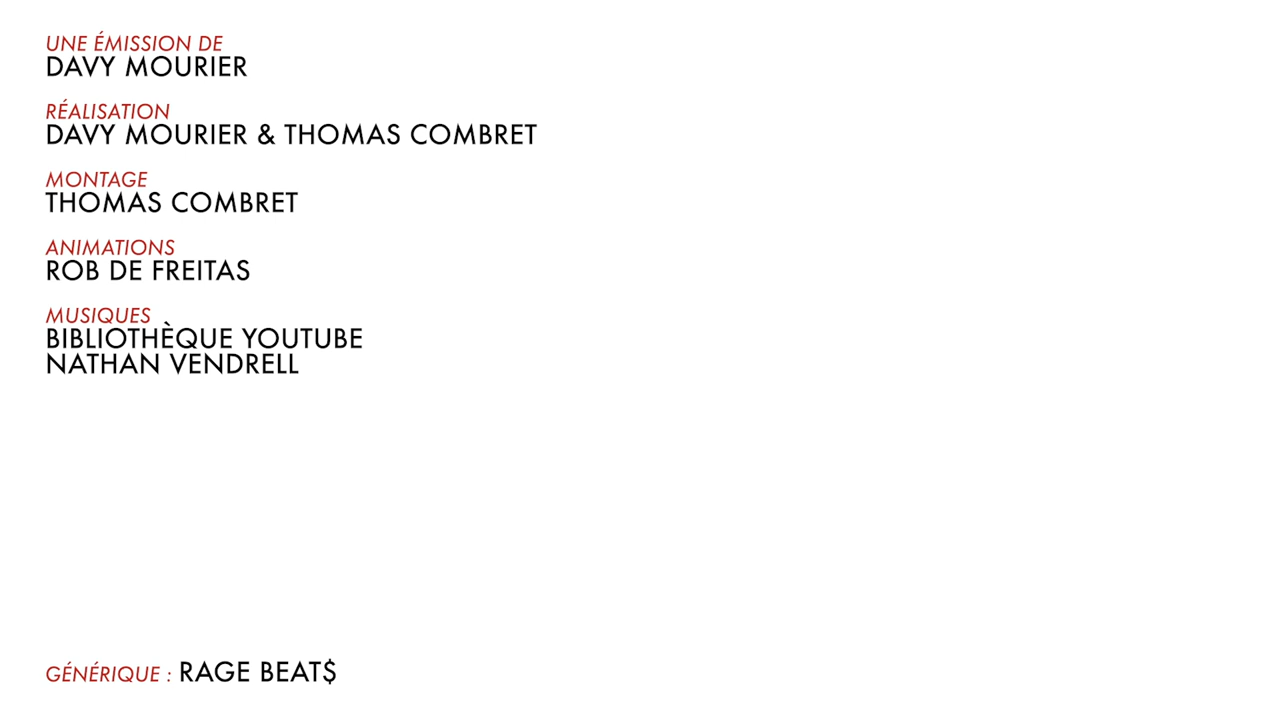 UNE ÉMISSION DE
DAVY MOURIER
RÉALISATION
DAVY MOURIER & THOMAS COMBRET
MONTAGE
THOMAS COMBRET
ANIMATIONS
ROB DE FREITAS
MUSIQUES
BIBLIOTHÈQUE YOUTUBE
NATHAN VENDRELL
GÉNÉRIQUE : RAGE BEAT$